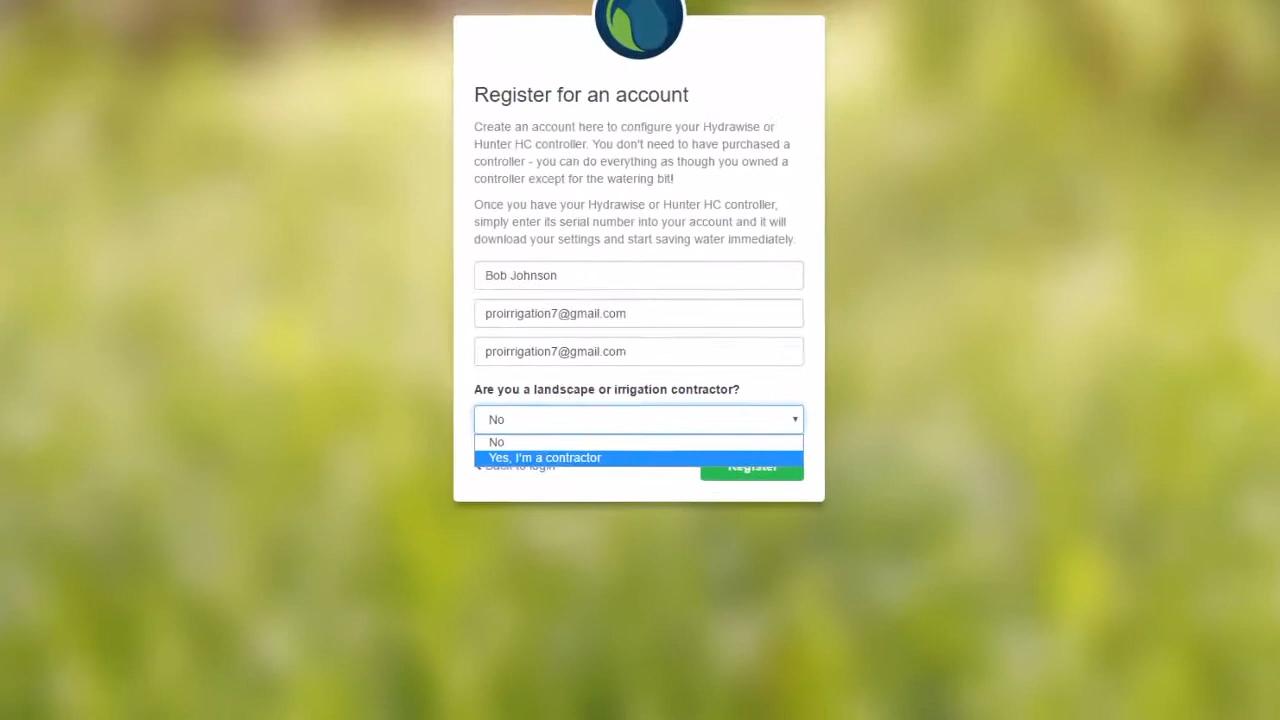 Register for an account
Create an account here to configure your Hydrawise or
Hunter HC controller. You don't need to have purchased a
controller - you can do everything as though you owned a
controller except for the watering bit!
Once you have your Hydrawise or Hunter HC controller,
simply enter its serial number into your account and it will
download your settings and start saving water immediately.
Bob Johnson
proirrigation7@gmail.com
proirrigation7@gmail.com
Are you a landscape or irrigation contractor?
No
No
Yes, I'm a contractor
Back to login
Register